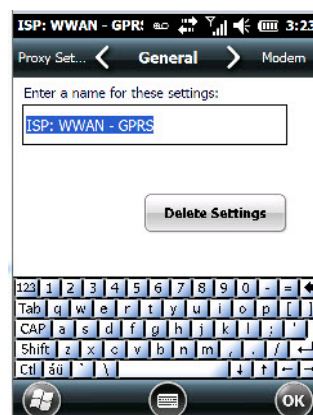 ISP: WWAN - GPRS 3:23
Proxy Set... General Modem
Enter a name for these settings:
ISP: WWAN - GPRS
Delete Settings
123 1 2 3 4 5 6 7 8 9 0 - =
Tab q w e r t y u i o p [ ]
CAP a s d f g h j k l ; '
Shift z x c v b n m , . /
Ctl áü ` \
OK